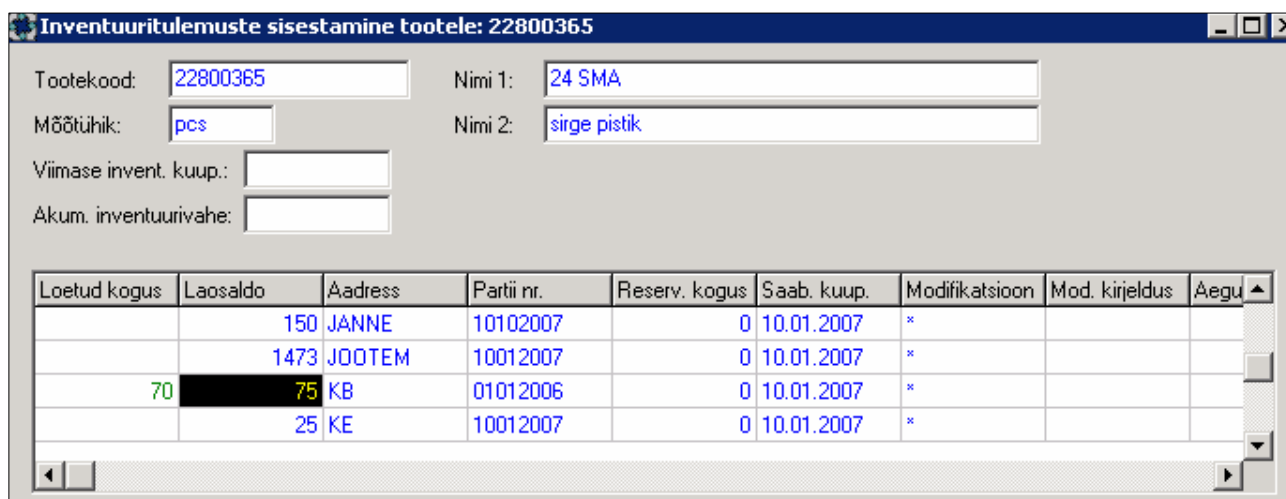 Inventuuritulemuste sisestamine tootele: 22800365
Tootekood: 22800365 Nimi 1: 24 SMA
Mõõtühik: pcs Nimi 2: sirge pistik
Viimase invent. kuup.:
Akum. inventuurivahe:
Loetud kogus Laosaldo Aadress Partii nr. Reserv. kogus Saab. kuup. Modifikatsioon Mod. kirjeldus Aegu
150 JANNE 10102007 0 10.01.2007 *
1473 JOOTEM 10012007 0 10.01.2007 *
70 75 KB 01012006 0 10.01.2007 *
25 KE 10012007 0 10.01.2007 *